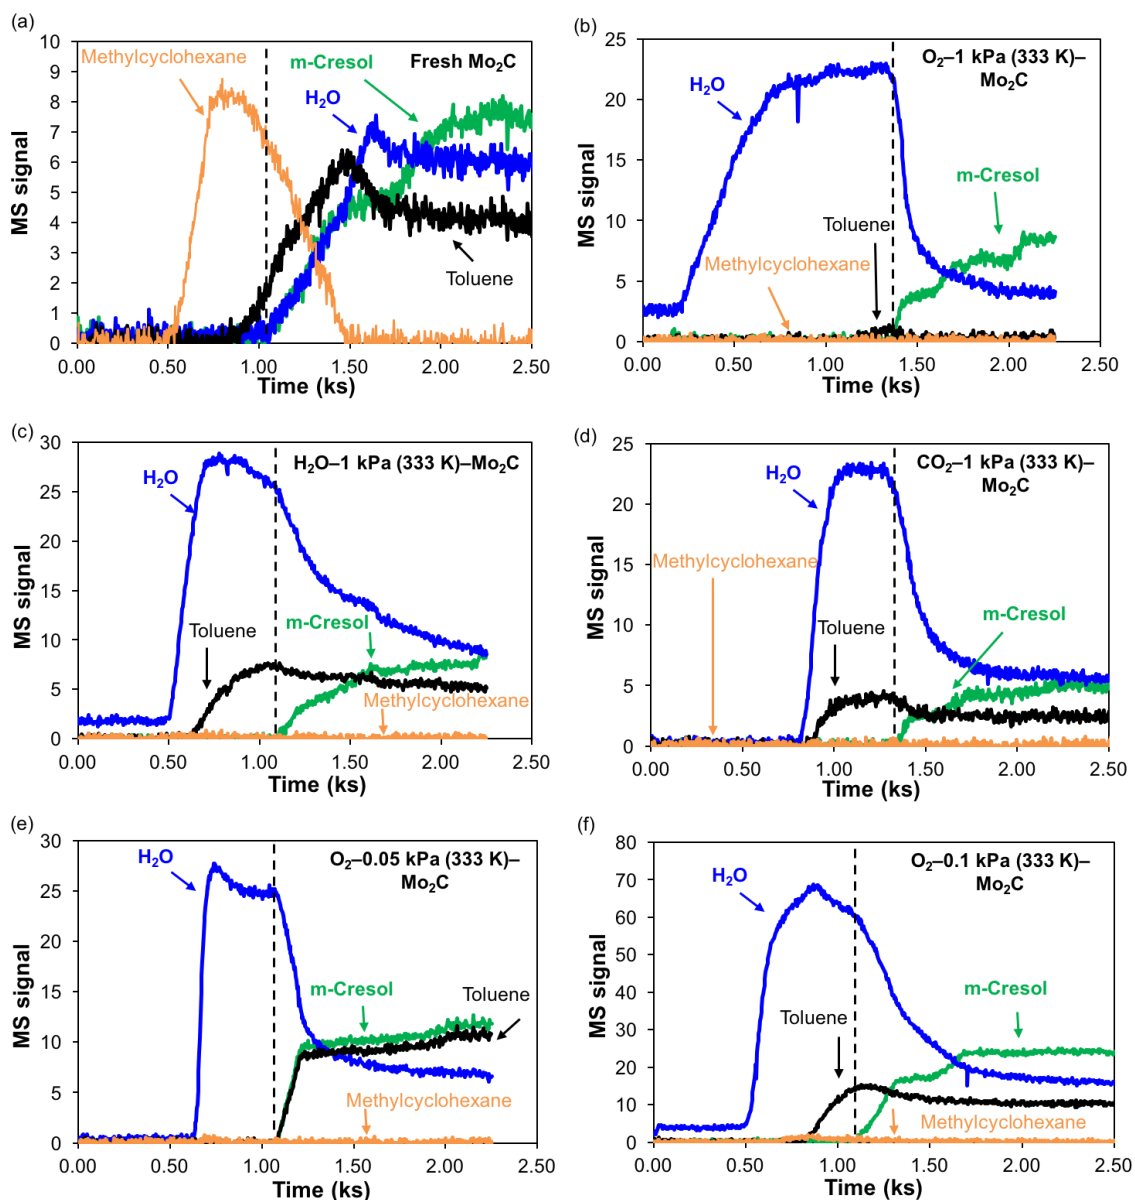 (a)
10
9
8
7
6
5
4
3
2
1
0
MS signal
Methylcyclohexane
m-Cresol
H₂O
Fresh Mo₂C
Toluene
0.00 0.50 1.00 1.50 2.00 2.50
Time (ks)
(b)
25
20
15
10
5
0
MS signal
O₂–1 kPa (333 K)–
Mo₂C
H₂O
m-Cresol
Toluene
Methylcyclohexane
0.00 0.50 1.00 1.50 2.00 2.50
Time (ks)
(c)
30
25
20
15
10
5
0
MS signal
H₂O–1 kPa (333 K)–Mo₂C
H₂O
Toluene
m-Cresol
Methylcyclohexane
0.00 0.50 1.00 1.50 2.00 2.50
Time (ks)
(d)
25
20
15
10
5
0
MS signal
CO₂–1 kPa (333 K)–
Mo₂C
H₂O
Methylcyclohexane
Toluene
m-Cresol
0.00 0.50 1.00 1.50 2.00 2.50
Time (ks)
(e)
30
25
20
15
10
5
0
MS signal
H₂O
O₂–0.05 kPa (333 K)–
Mo₂C
m-Cresol
Toluene
Methylcyclohexane
0.00 0.50 1.00 1.50 2.00 2.50
Time (ks)
(f)
80
70
60
50
40
30
20
10
0
MS signal
O₂–0.1 kPa (333 K)–
Mo₂C
H₂O
m-Cresol
Toluene
Methylcyclohexane
0.00 0.50 1.00 1.50 2.00 2.50
Time (ks)